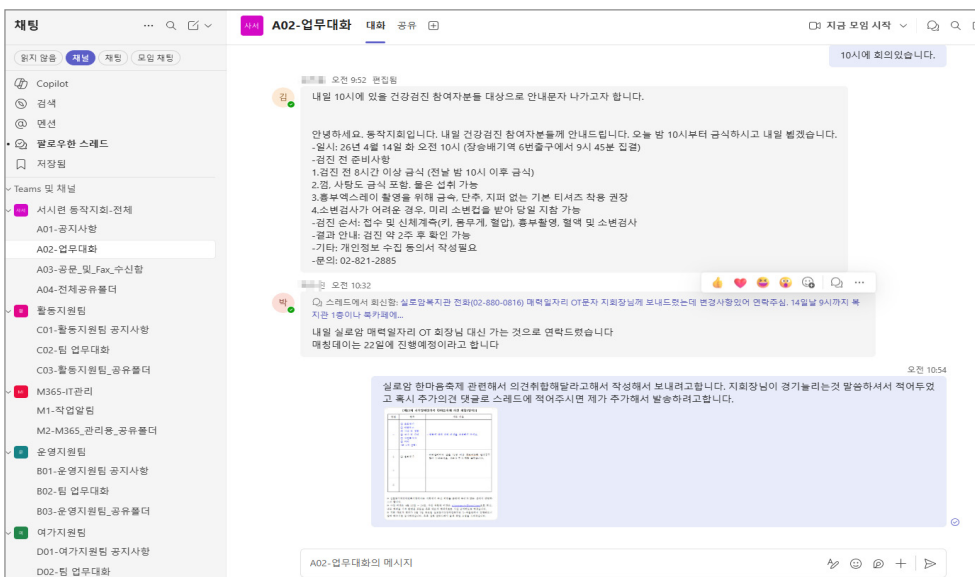 채팅
사서
A02-업무대화
대화
공유
지금 모임 시작
읽지 않음
채널
채팅
모임 채팅
Copilot
검색
멘션
팔로우한 스레드
저장됨
Teams 및 채널
서시련 동작지회-전체
A01-공지사항
A02-업무대화
A03-공문_및_Fax_수신함
A04-전체공유폴더
활동지원팀
C01-활동지원팀 공지사항
C02-팀 업무대화
C03-활동지원팀_공유폴더
M365-IT관리
M1-작업알림
M2-M365_관리용_공유폴더
운영지원팀
B01-운영지원팀 공지사항
B02-팀 업무대화
B03-운영지원팀_공유폴더
여가지원팀
D01-여가지원팀 공지사항
D02-팀 업무대화
10시에 회의있습니다.
오전 9:52 편집됨
김
내일 10시에 있을 건강검진 참여자분들 대상으로 안내문자 나가고자 합니다.
안녕하세요. 동작지회입니다. 내일 건강검진 참여자분들께 안내드립니다. 오늘 밤 10시부터 금식하시고 내일 뵙겠습니다.
-일시: 26년 4월 14일 화 오전 10시 (장승배기역 6번출구에서 9시 45분 집결)
-검진 전 준비사항
1.검진 전 8시간 이상 금식 (전날 밤 10시 이후 금식)
2.껌, 사탕도 금식 포함, 물은 섭취 가능
3.흉부엑스레이 촬영을 위해 금속, 단추, 지퍼 없는 기본 티셔츠 착용 권장
4.소변검사가 어려운 경우, 미리 소변컵을 받아 당일 지참 가능
-검진 순서: 접수 및 신체계측(키, 몸무게, 혈압), 흉부촬영, 혈액 및 소변검사
-결과 안내: 검진 약 2주 후 확인 가능
-기타: 개인정보 수집 동의서 작성필요
-문의: 02-821-2885
오전 10:32
박
스레드에서 회신함: 실로암복지관 전화(02-880-0816) 매력일자리 OT문자 지회장님께 보내드렸는데 변경사항있어 연락주심. 14일날 9시까지 복
지관 1층이나 북카페에...
내일 실로암 매력일자리 OT 회장님 대신 가는 것으로 연락드렸습니다
매칭데이는 22일에 진행예정이라고 합니다
오전 10:54
실로암 한마음축제 관련해서 의견취합해달라고해서 작성해서 보내려고합니다. 지회장님이 경기늘리는것 말씀하셔서 적어두었
고 혹시 추가의견 댓글로 스레드에 적어주시면 제가 추가해서 발송하려고합니다.
A02-업무대화의 메시지